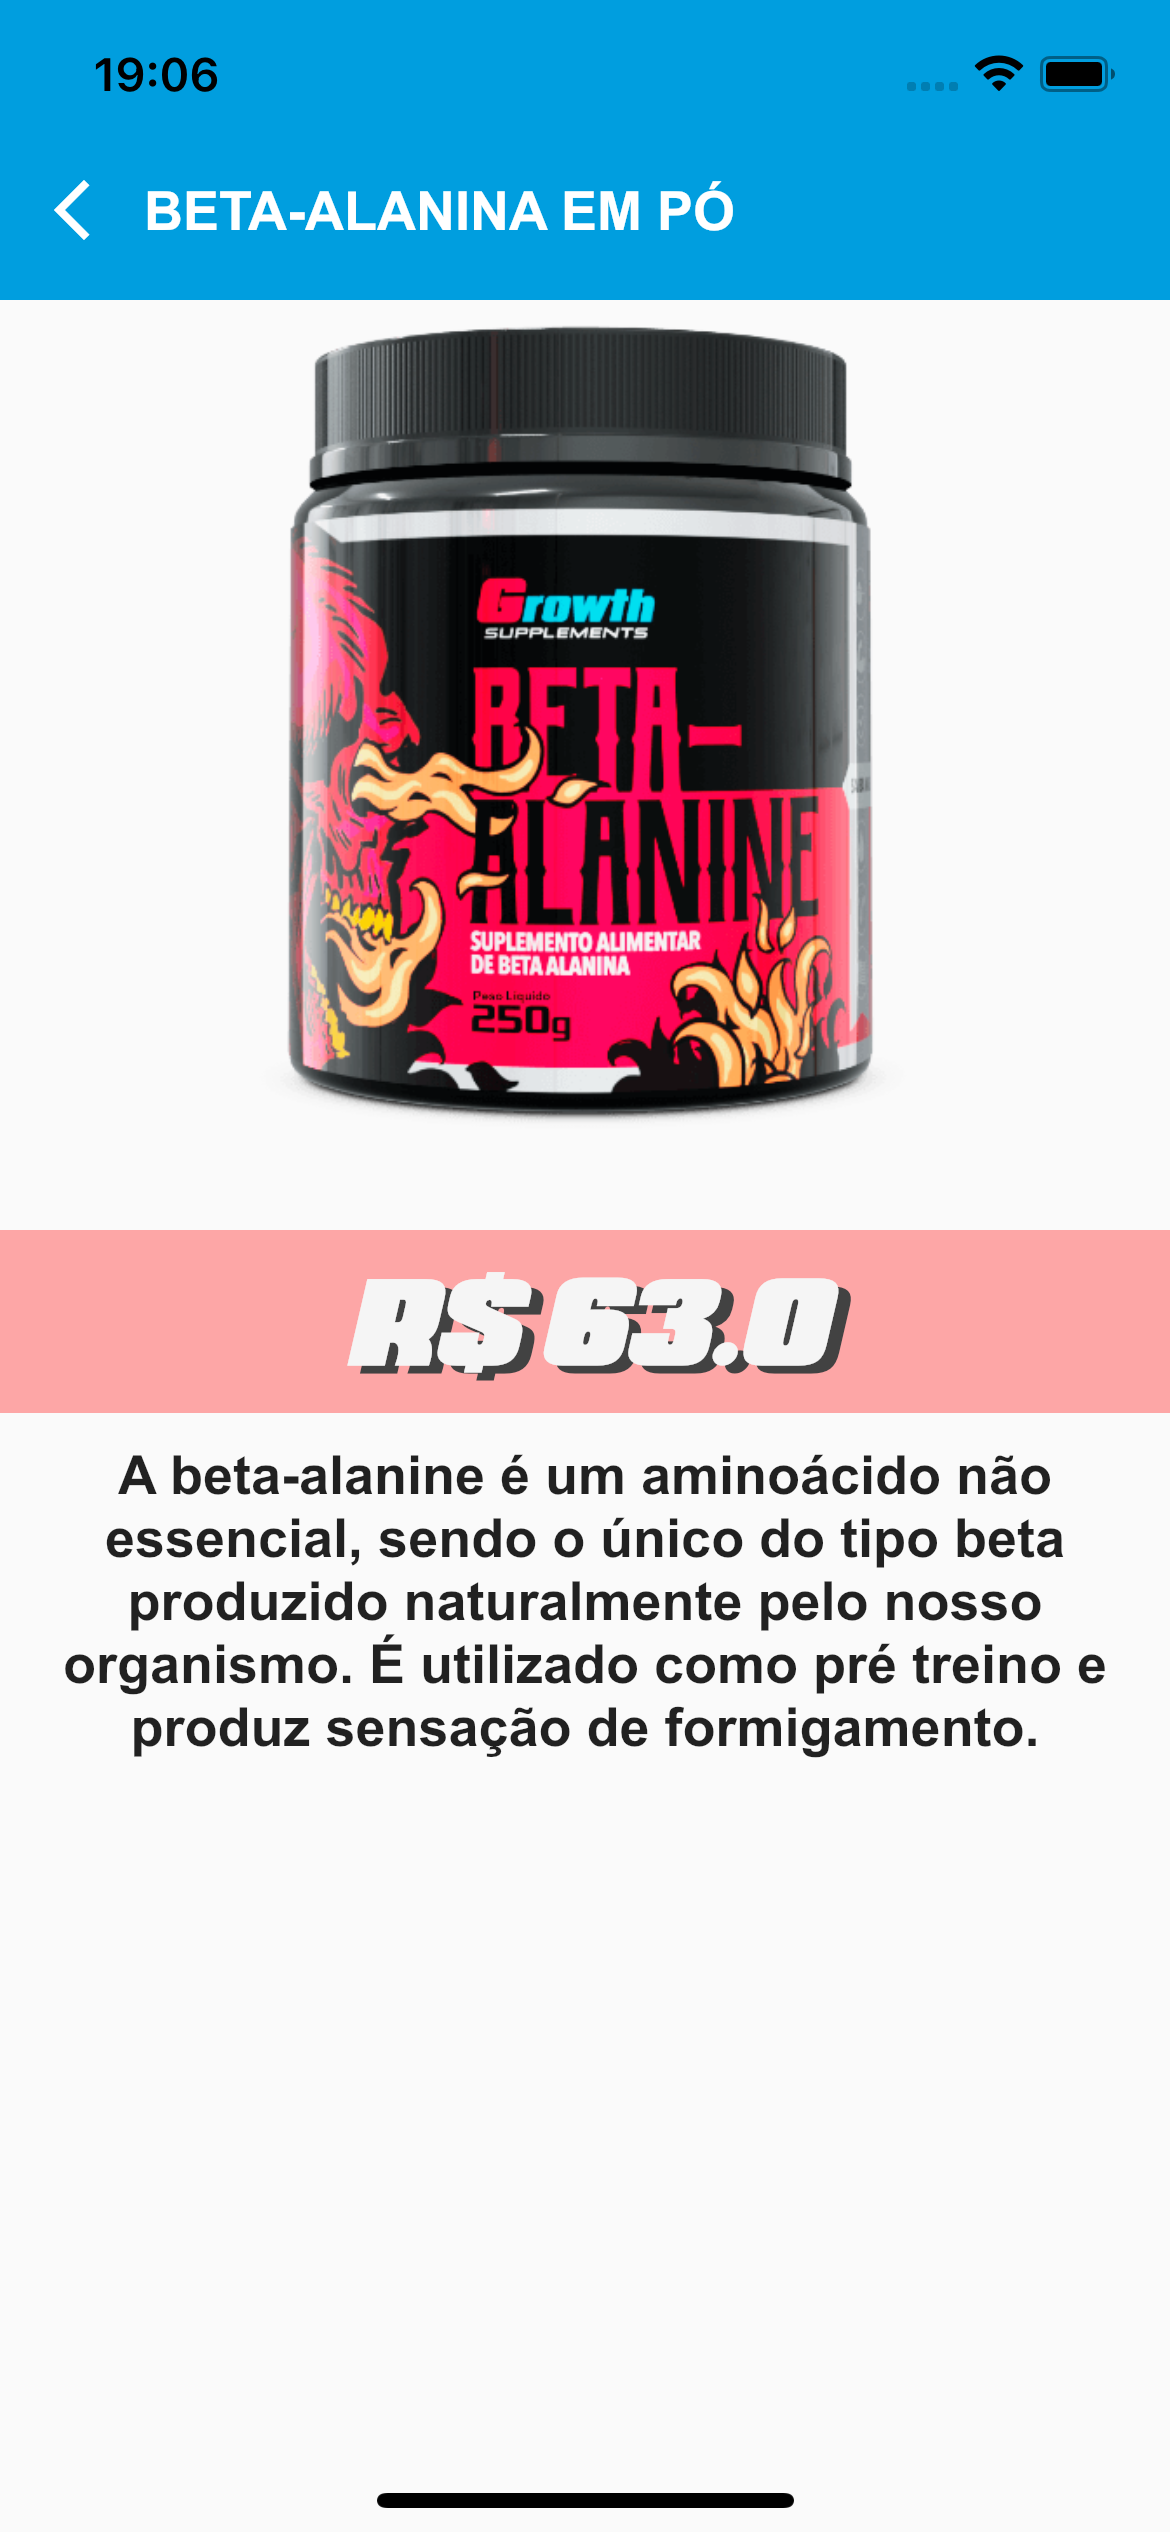 19:06
BETA-ALANINA EM PÓ
Growth
SUPPLEMENTS
BETA-
ALANINE
SUPLEMENTO ALIMENTAR
DE BETA ALANINA
Peso Líquido
250g
R$ 63.0
A beta-alanine é um aminoácido não
essencial, sendo o único do tipo beta
produzido naturalmente pelo nosso
organismo. É utilizado como pré treino e
produz sensação de formigamento.